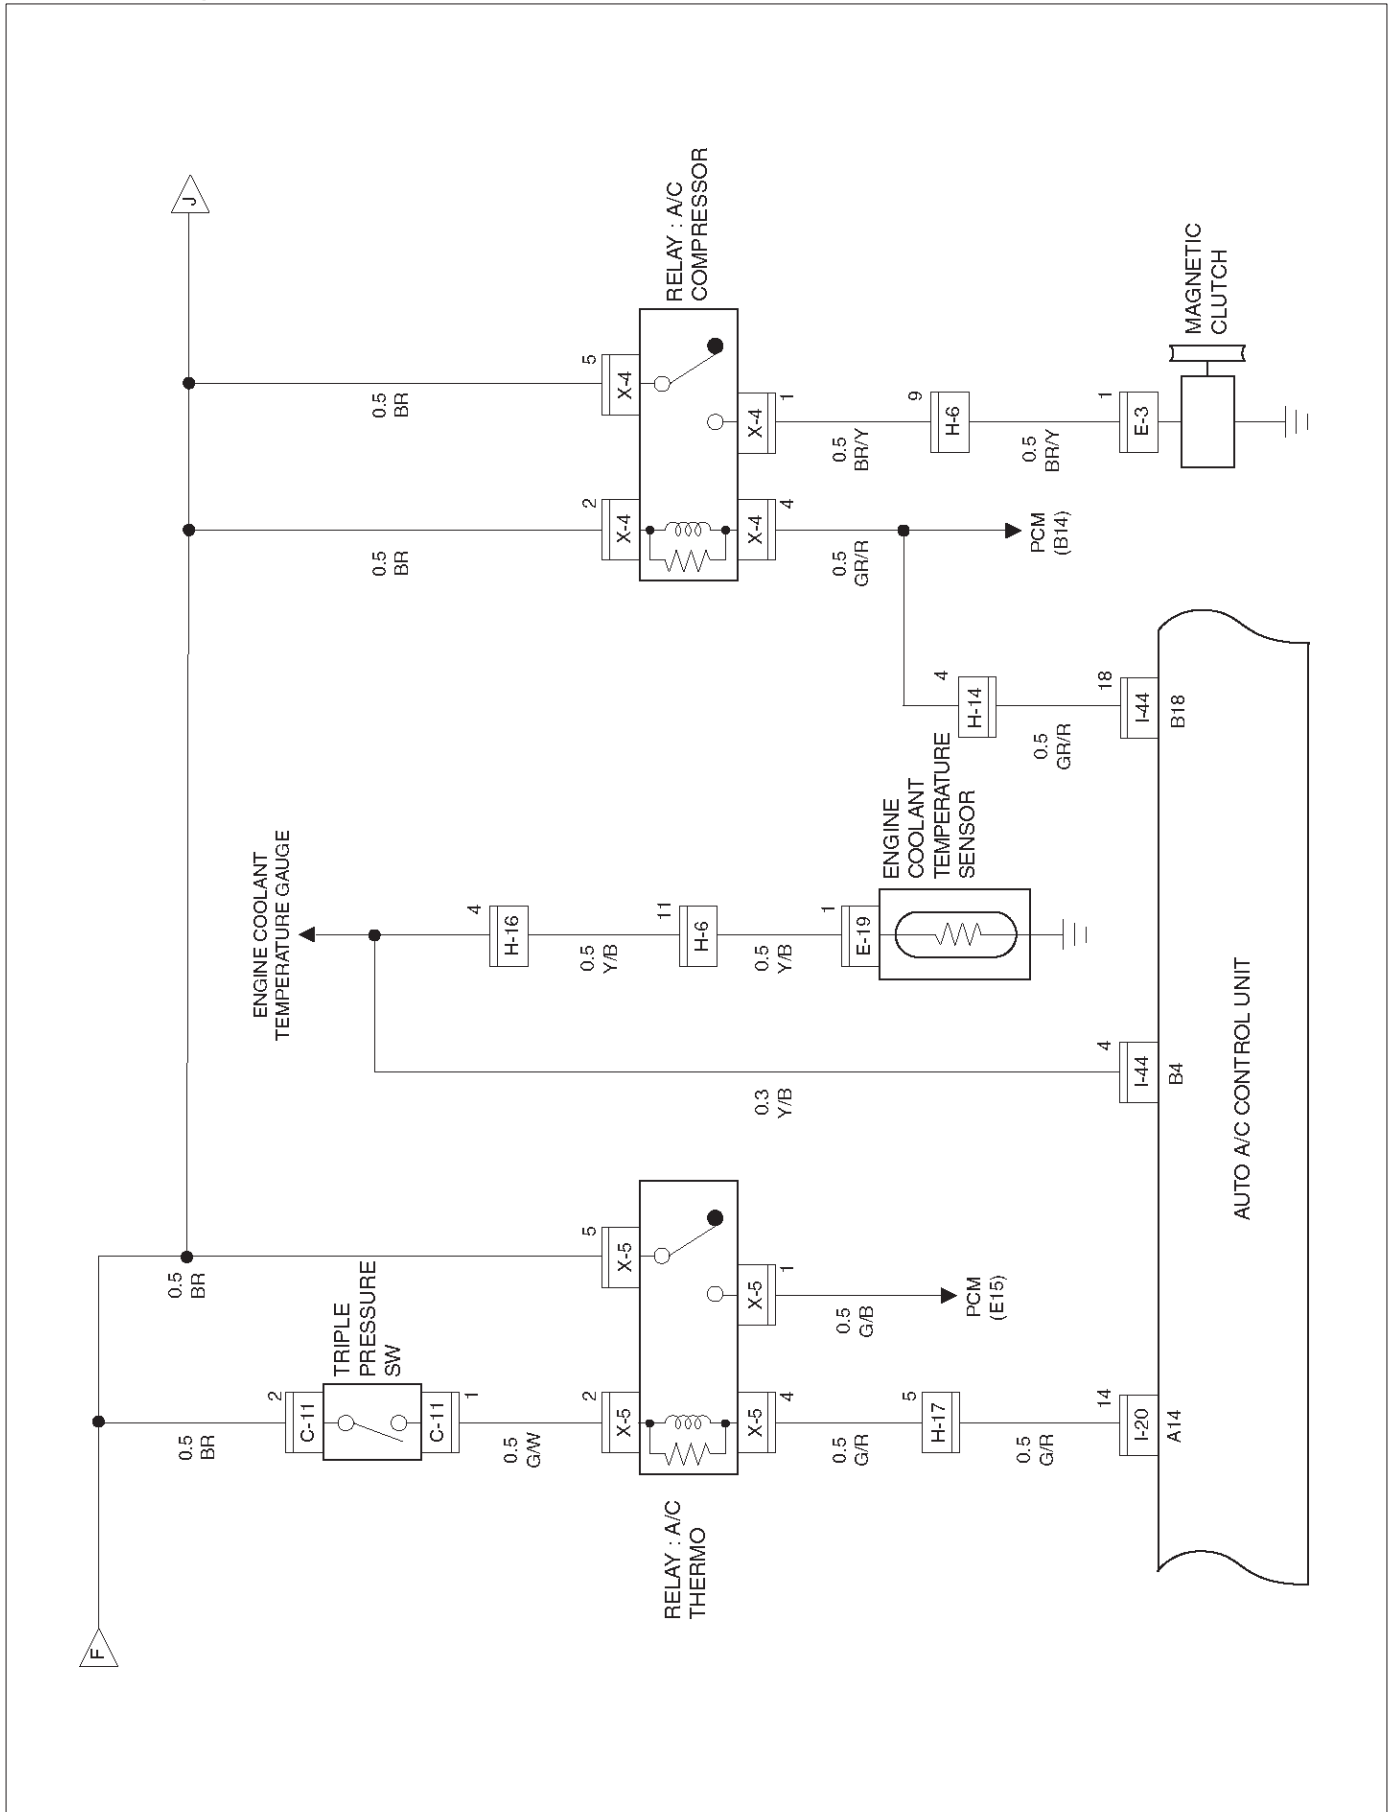 F
J
0.5
BR
0.5
BR
0.5
BR
0.5
BR
TRIPLE
PRESSURE
SW
2
C-11
C-11
1
0.5
G/W
ENGINE COOLANT
TEMPERATURE GAUGE
RELAY : A/C
THERMO
2
X-5
5
X-5
X-5
4
X-5
1
0.5
G/R
5
H-17
0.5
G/R
14
I-20
A14
0.5
G/B
PCM
(E15)
4
H-16
0.5
Y/B
11
H-6
0.5
Y/B
1
E-19
ENGINE
COOLANT
TEMPERATURE
SENSOR
0.3
Y/B
4
I-44
B4
RELAY : A/C
COMPRESSOR
2
X-4
5
X-4
X-4
4
X-4
1
0.5
GR/R
PCM
(B14)
4
H-14
0.5
GR/R
18
I-44
B18
0.5
BR/Y
9
H-6
0.5
BR/Y
1
E-3
MAGNETIC
CLUTCH
AUTO A/C CONTROL UNIT